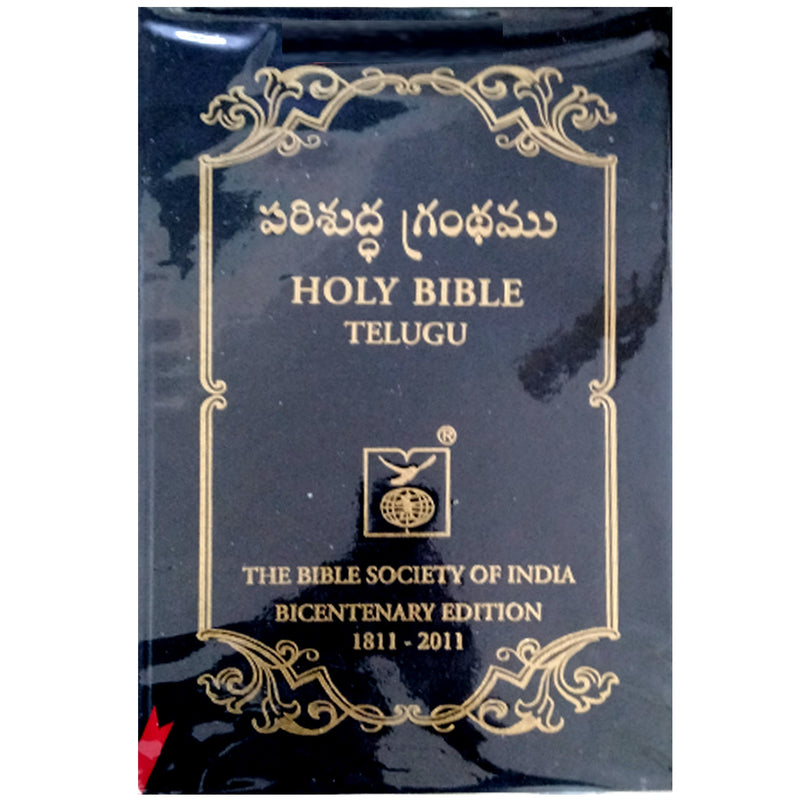 పరిశుద్ధ గ్రంథము
HOLY BIBLE
TELUGU
®
THE BIBLE SOCIETY OF INDIA
BICENTENARY EDITION
1811 - 2011